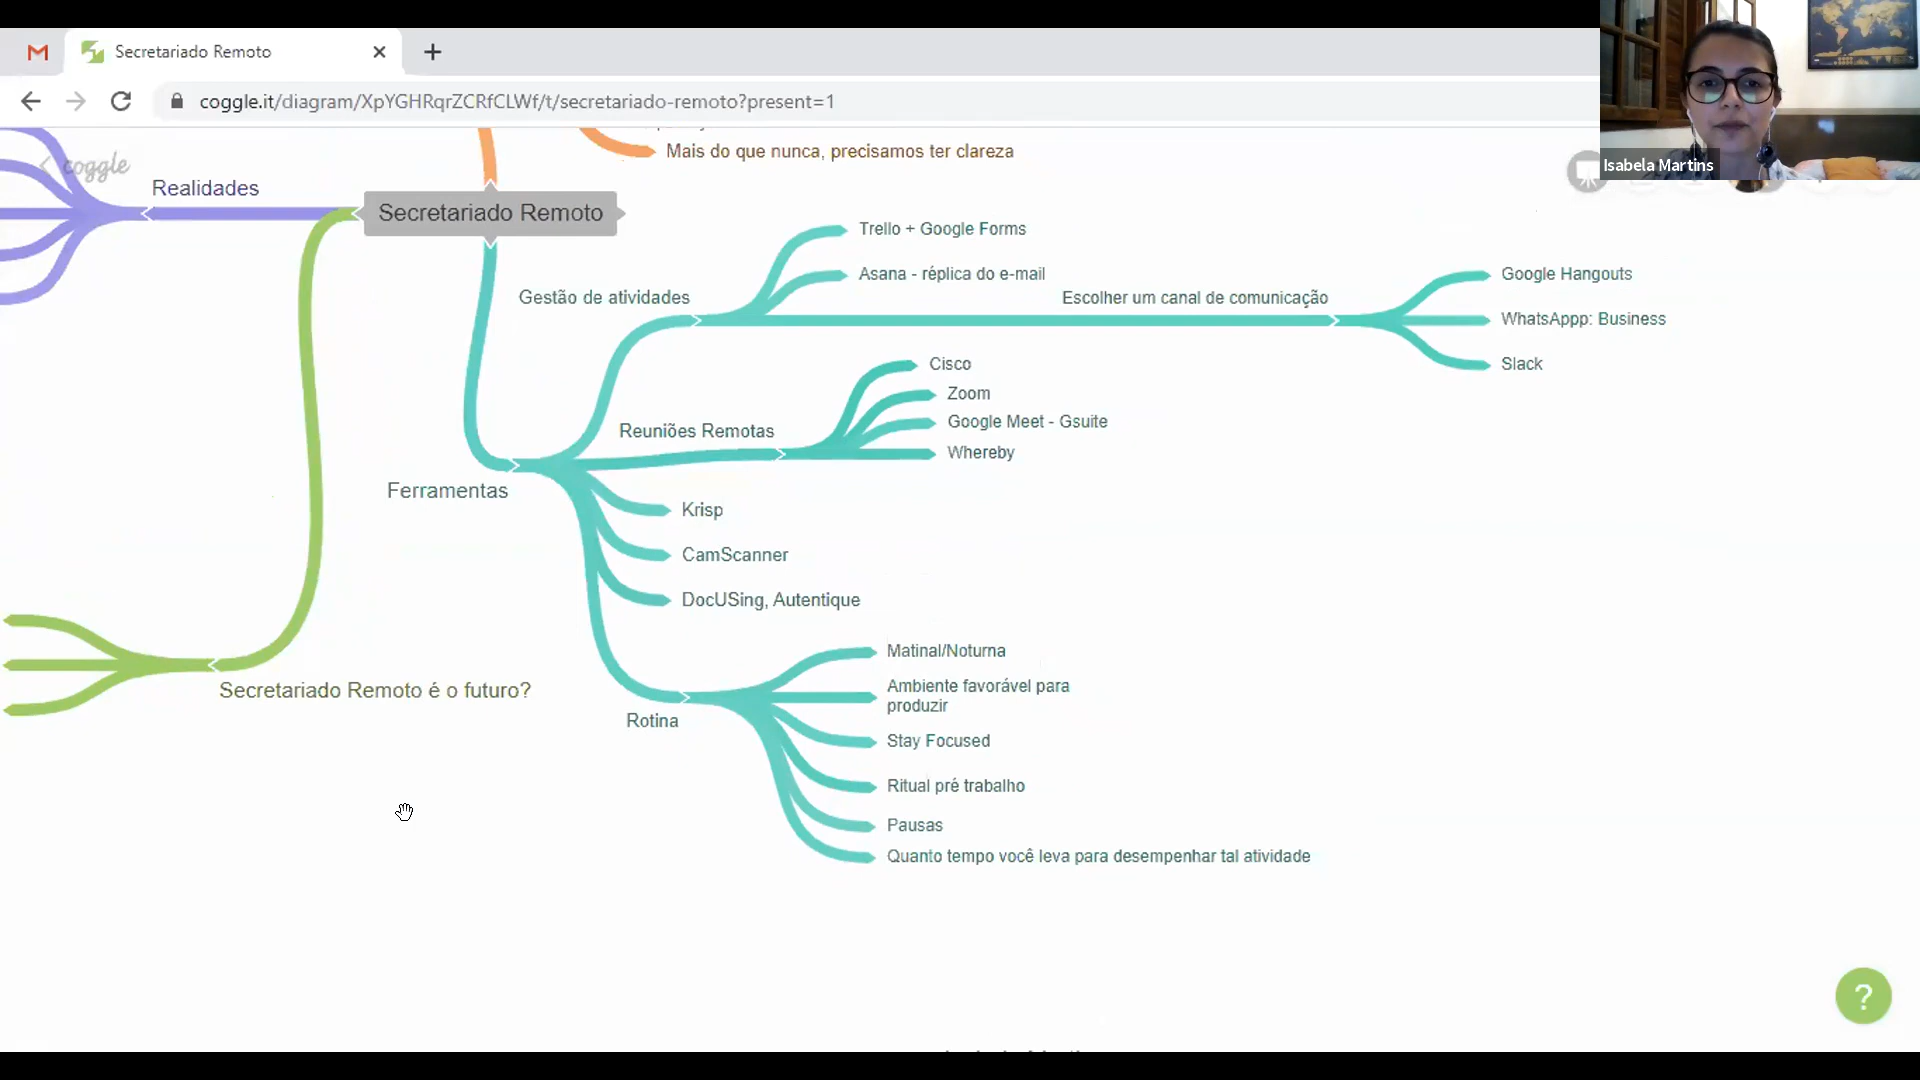 Secretariado Remoto
coggle.it/diagram/XpYGHRqrZCRfCLWf/t/secretariado-remoto?present=1
Isabela Martins
coggle
Mais do que nunca, precisamos ter clareza
Realidades
Secretariado Remoto
Trello + Google Forms
Asana - réplica do e-mail
Gestão de atividades
Escolher um canal de comunicação
Google Hangouts
WhatsAppp: Business
Slack
Cisco
Zoom
Google Meet - Gsuite
Whereby
Reuniões Remotas
Ferramentas
Krisp
CamScanner
DocUSing, Autentique
Secretariado Remoto é o futuro?
Rotina
Matinal/Noturna
Ambiente favorável para
produzir
Stay Focused
Ritual pré trabalho
Pausas
Quanto tempo você leva para desempenhar tal atividade
?